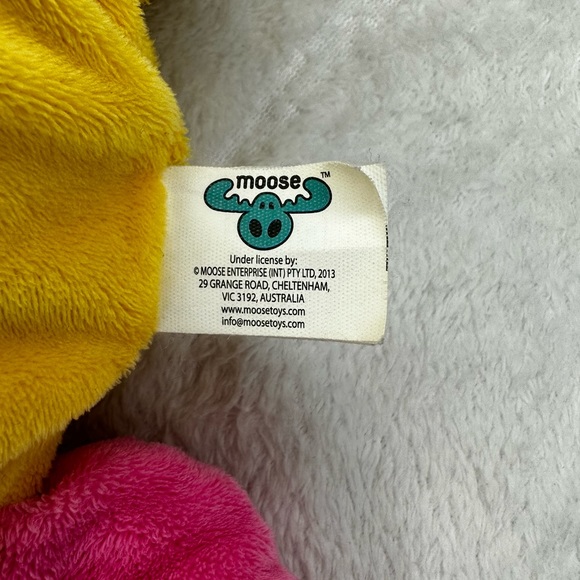 moose™
Under license by:
© MOOSE ENTERPRISE (INT) PTY LTD, 2013
29 GRANGE ROAD, CHELTENHAM,
VIC 3192, AUSTRALIA
www.moosetoys.com
info@moosetoys.com